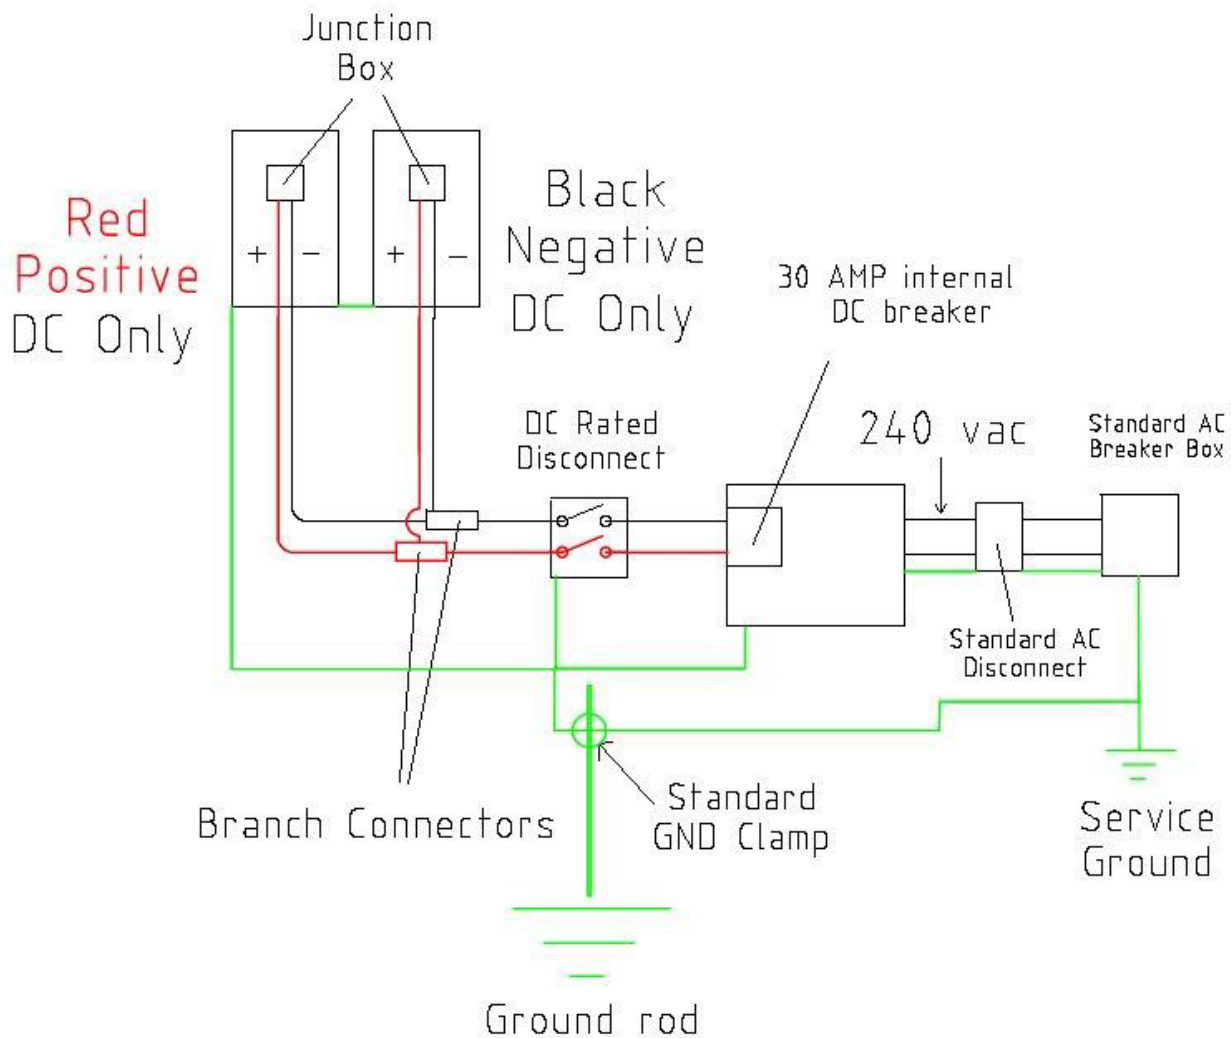 Junction
Box
Red
Positive
DC Only
+
-
+
-
Black
Negative
DC Only
30 AMP internal
DC breaker
DC Rated
Disconnect
240 vac
Standard AC
Breaker Box
Standard AC
Disconnect
Branch Connectors
Standard
GND Clamp
Service
Ground
Ground rod